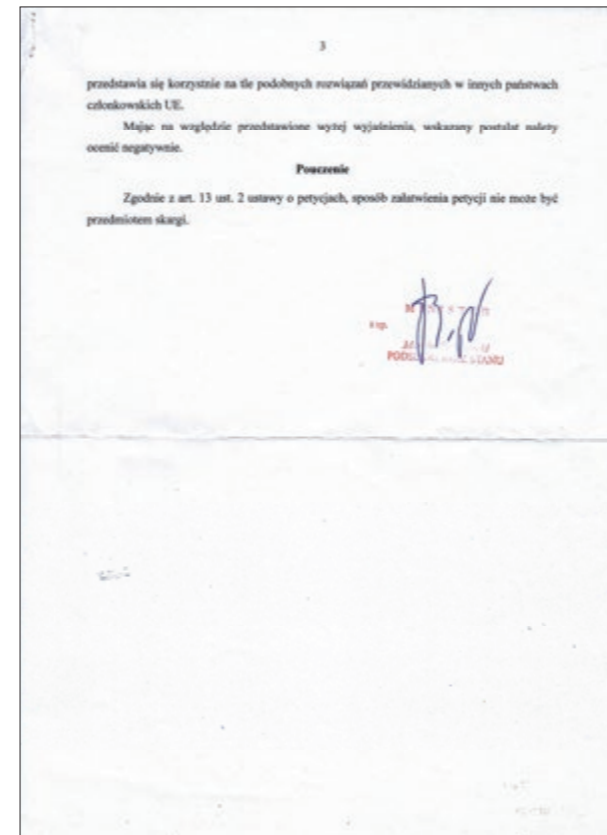 3
przedstawia się korzystnie na tle podobnych rozwiązań przewidzianych w innych państwach
członkowskich UE.
Mając na względzie przedstawione wyżej wyjaśnienia, wskazany postulat należy
ocenić negatywnie.
Pouczenie
Zgodnie z art. 13 ust. 2 ustawy o petycjach, sposób załatwienia petycji nie może być
przedmiotem skargi.
z up.